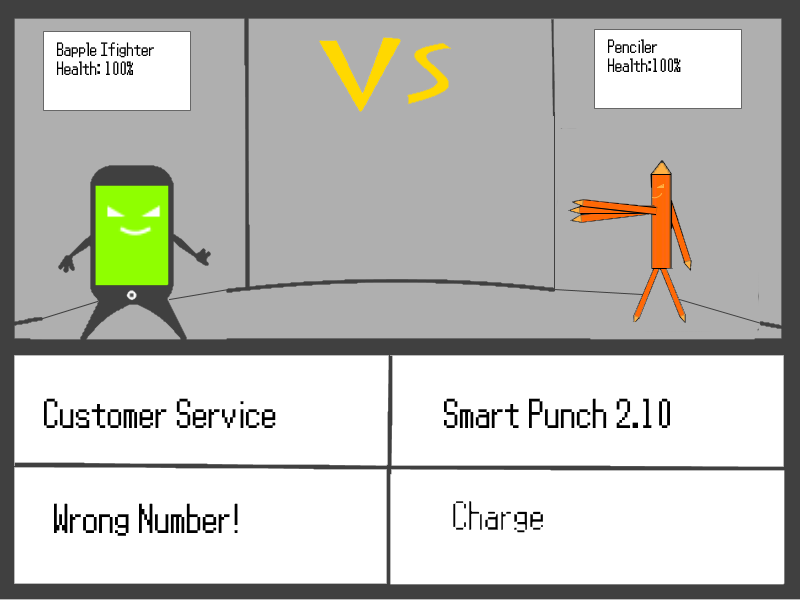 Bapple Ifighter
Health: 100%
VS
Penciler
Health:100%
Customer Service
Smart Punch 2.10
Wrong Number!
Charge